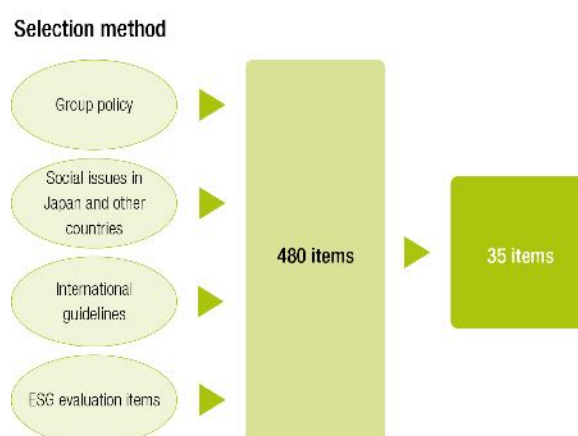 Selection method
Group policy
Social issues in
Japan and other
countries
International
guidelines
ESG evaluation items
480 items
35 items